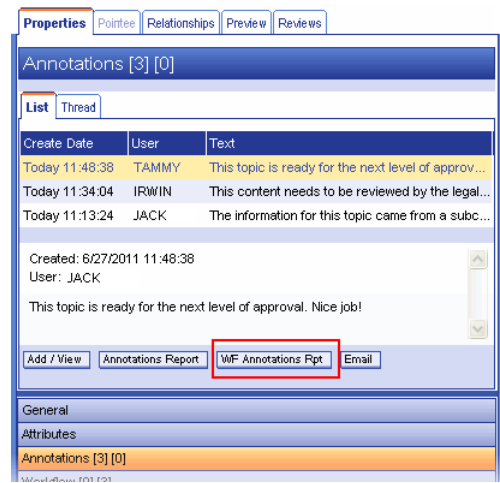 Properties Pointee Relationships Preview Reviews
Annotations [3] [0]
List Thread
Create Date User Text
Today 11:48:38 TAMMY This topic is ready for the next level of approv...
Today 11:34:04 IRWIN This content needs to be reviewed by the legal...
Today 11:13:24 JACK The information for this topic came from a subc...
Created: 6/27/2011 11:48:38
User: JACK
This topic is ready for the next level of approval. Nice job!
Add / View Annotations Report WF Annotations Rpt Email
General
Attributes
Annotations [3] [0]
Workflow [0] [3]